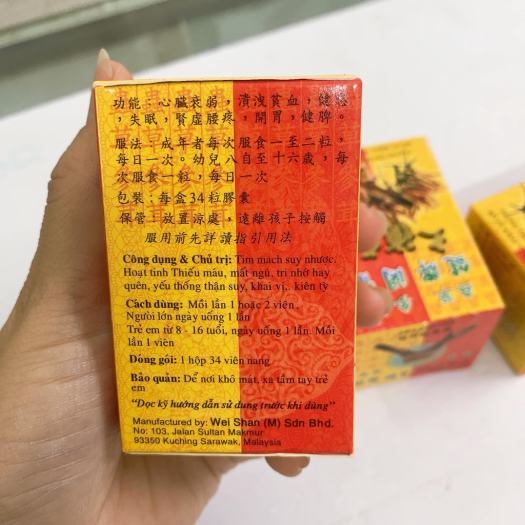 功能：心臟衰弱，潰洩貧血，健忘
，失眠，腎虛腰疼，開胃，健脾。
服法：成年者每次服食一至二粒，
每日一次。幼兒八自至十六歲，每
次服食一粒，每日一次
包裝：每盒34粒膠囊
保管：放置涼處，遠離孩子按觸
服用前先詳讀指引用法
Công dụng & Chủ trị: Tim mạch suy nhược.
Hoạt tinh Thiếu máu, mất ngủ, trí nhớ hay
quên, yếu thống thận suy, khai vị.. kiên tỳ
Cách dùng: Mỗi lần 1 hoặc 2 viên.
Người lớn ngày uống 1 lần
Trẻ em từ 8 - 16 tuổi, ngày uống 1 lần. Mỗi
lần 1 viên
Đóng gói: 1 hộp 34 viên nang
Bảo quản: Để nơi khô mát, xa tầm tay trẻ
em
"Đọc kỹ hướng dẫn sử dụng trước khi dùng"
Manufactured by: Wei Shan (M) Sdn Bhd.
No: 103, Jalan Sultan Makmur
93350 Kuching Sarawak, Malaysia